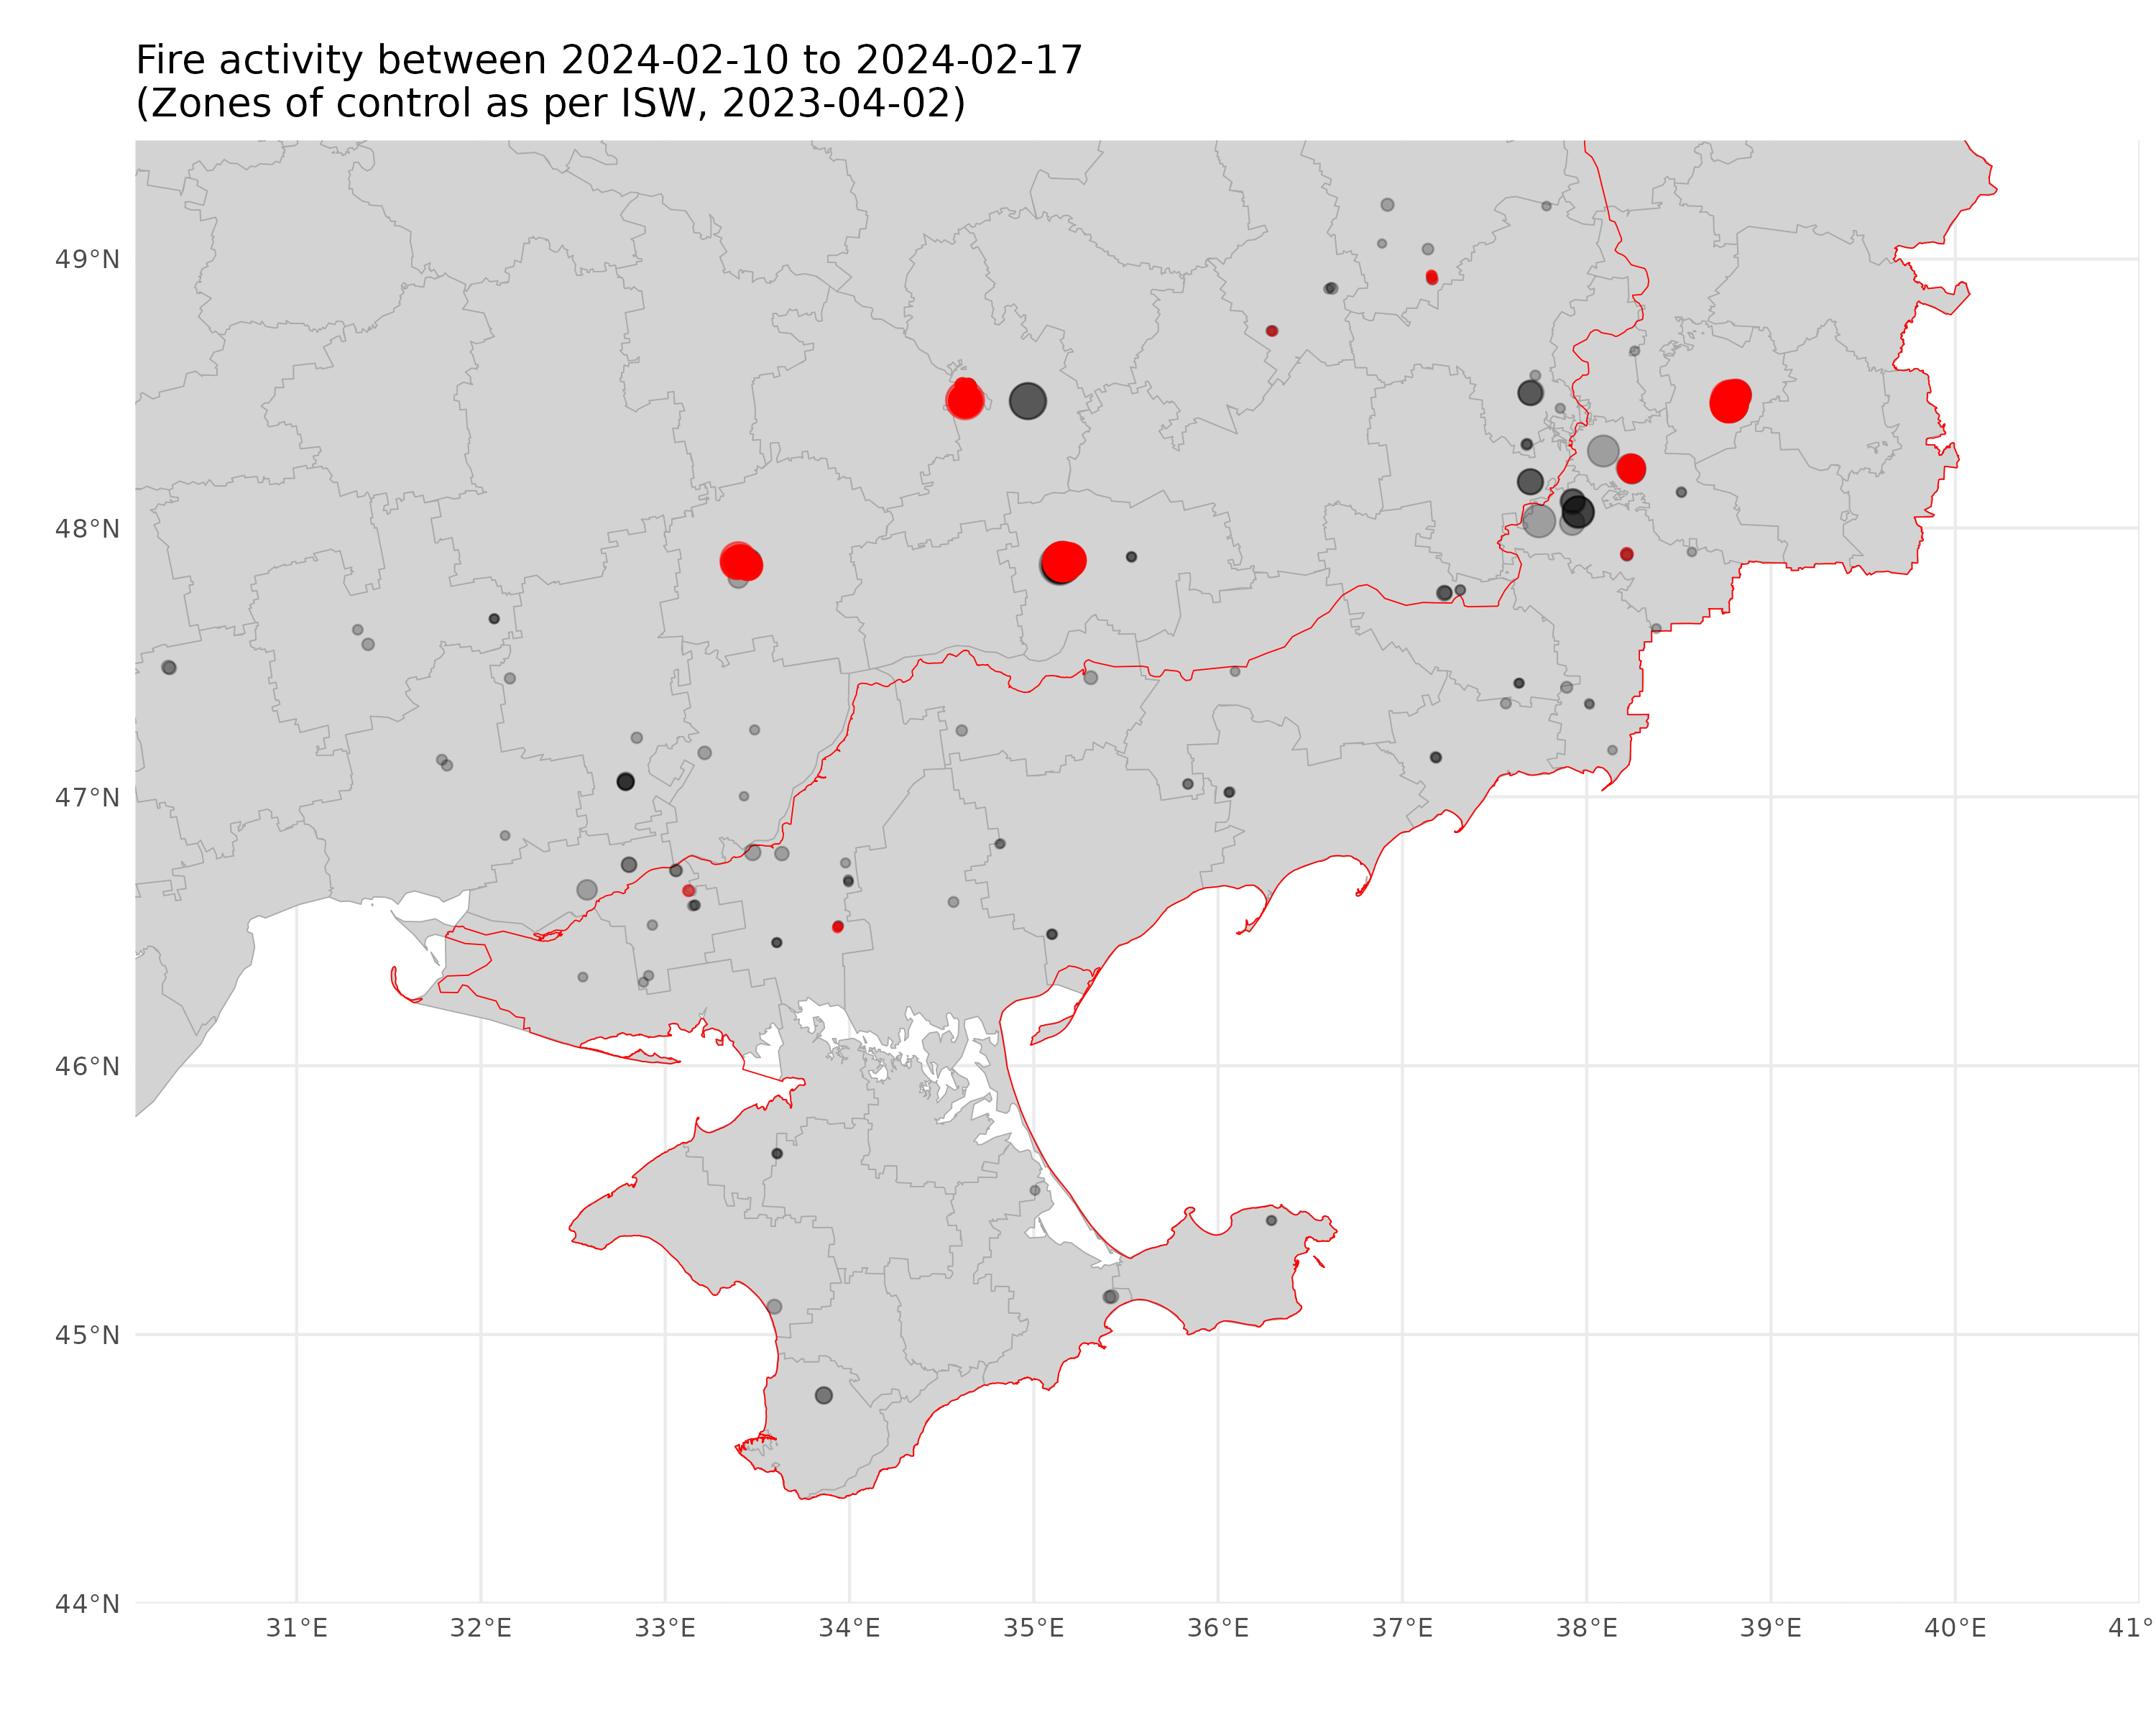 Fire activity between 2024-02-10 to 2024-02-17
(Zones of control as per ISW, 2023-04-02)
49°N
48°N
47°N
46°N
45°N
44°N
31°E
32°E
33°E
34°E
35°E
36°E
37°E
38°E
39°E
40°E
41°